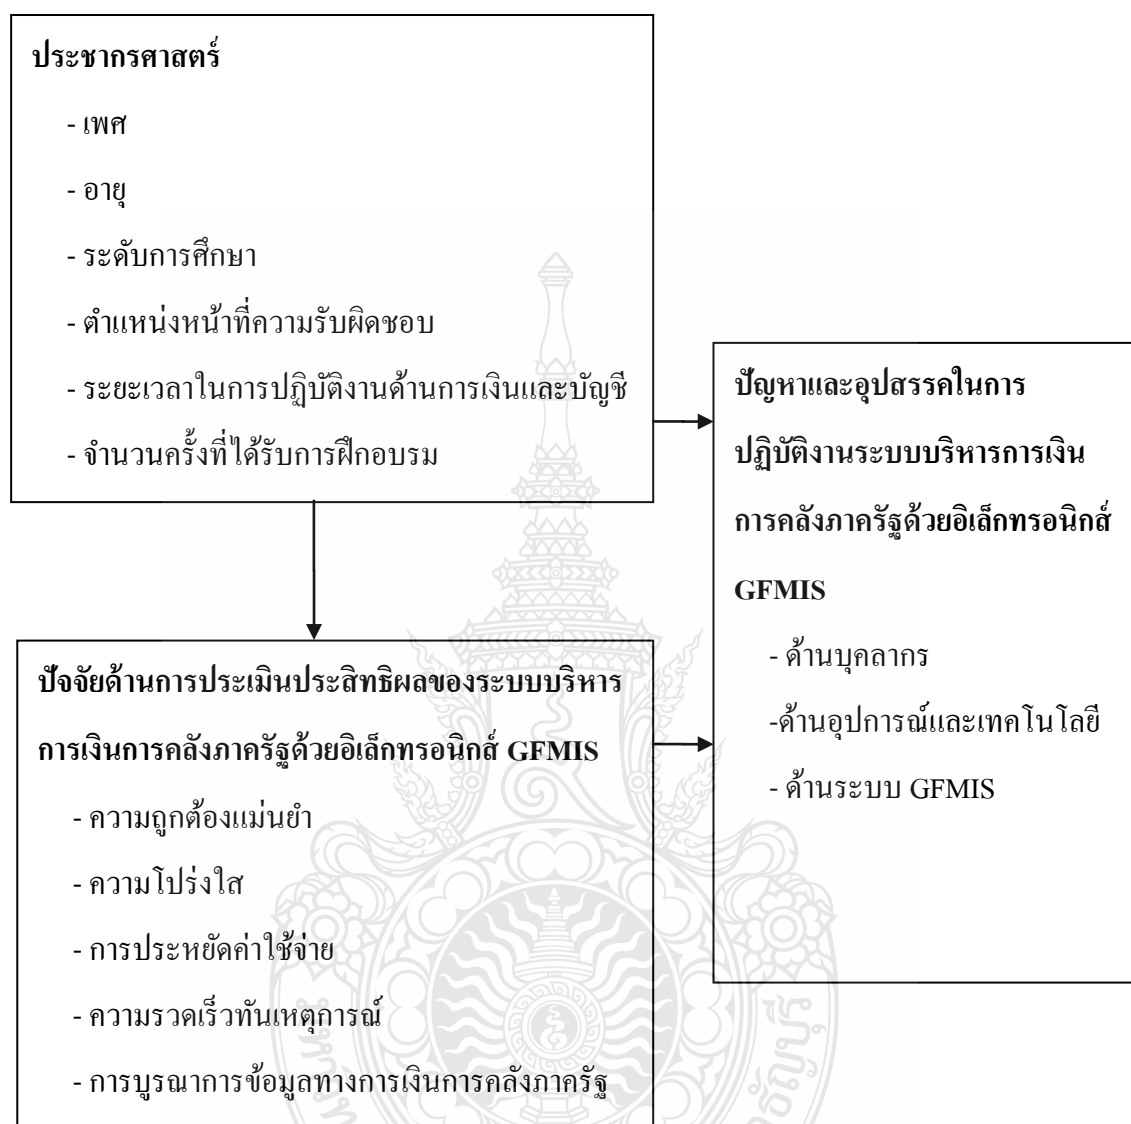 ประชากรศาสตร์
- เพศ
- อายุ
- ระดับการศึกษา
- ตำแหน่งหน้าที่ความรับผิดชอบ
- ระยะเวลาในการปฏิบัติงานด้านการเงินและบัญชี
- จำนวนครั้งที่ได้รับการฝึกอบรม
ปัจจัยด้านการประเมินประสิทธิผลของระบบบริหาร
การเงินการคลังภาครัฐด้วยอิเล็กทรอนิกส์ GFMIS
- ความถูกต้องแม่นยำ
- ความโปร่งใส
- การประหยัดค่าใช้จ่าย
- ความรวดเร็วทันเหตุการณ์
- การบูรณาการข้อมูลทางการเงินการคลังภาครัฐ
ปัญหาและอุปสรรคในการ
ปฏิบัติงานระบบบริหารการเงิน
การคลังภาครัฐด้วยอิเล็กทรอนิกส์
GFMIS
- ด้านบุคลากร
-ด้านอุปการณ์และเทคโนโลยี
- ด้านระบบ GFMIS